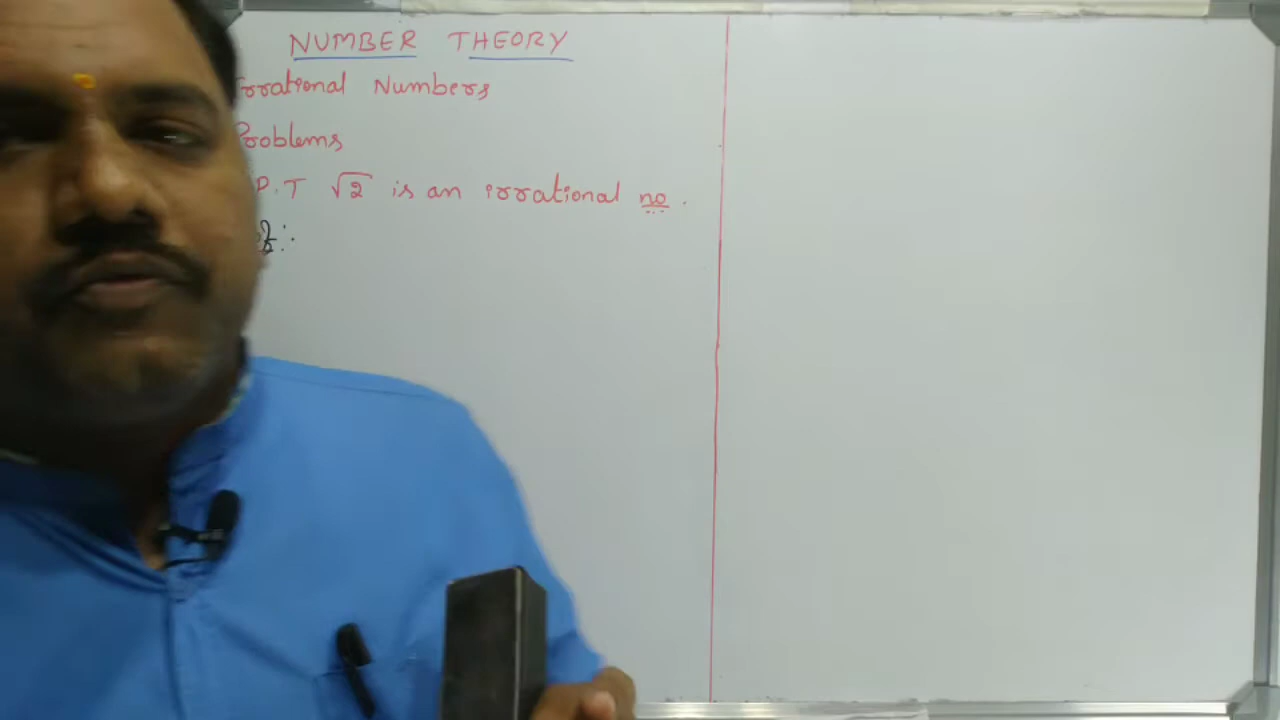 NUMBER THEORY
rrational Numbers
Problems
P.T √2 is an irrational no.